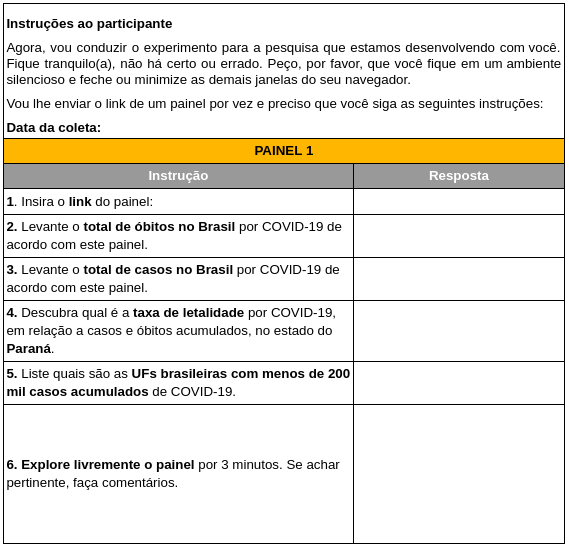 Instruções ao participante
Agora, vou conduzir o experimento para a pesquisa que estamos desenvolvendo com você.
Fique tranquilo(a), não há certo ou errado. Peço, por favor, que você fique em um ambiente
silencioso e feche ou minimize as demais janelas do seu navegador.
Vou lhe enviar o link de um painel por vez e preciso que você siga as seguintes instruções:
Data da coleta:
PAINEL 1
Instrução
Resposta
1. Insira o link do painel:
2. Levante o total de óbitos no Brasil por COVID-19 de
acordo com este painel.
3. Levante o total de casos no Brasil por COVID-19 de
acordo com este painel.
4. Descubra qual é a taxa de letalidade por COVID-19,
em relação a casos e óbitos acumulados, no estado do
Paraná.
5. Liste quais são as UFs brasileiras com menos de 200
mil casos acumulados de COVID-19.
6. Explore livremente o painel por 3 minutos. Se achar
pertinente, faça comentários.